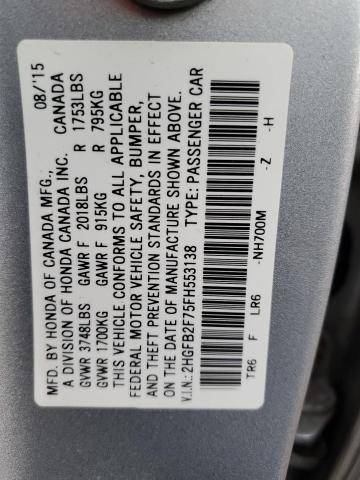 MFD. BY HONDA OF CANADA MFG., 08/'15
A DIVISION OF HONDA CANADA INC. CANADA
GVWR 3748LBS GAWR F 2018LBS R 1753LBS
GVWR 1700KG GAWR F 915KG R 795KG
THIS VEHICLE CONFORMS TO ALL APPLICABLE
FEDERAL MOTOR VEHICLE SAFETY, BUMPER,
AND THEFT PREVENTION STANDARDS IN EFFECT
ON THE DATE OF MANUFACTURE SHOWN ABOVE.
V.I.N.: 2HGFB2F75FH553138 TYPE: PASSENGER CAR
TR6 F LR6 -NH700M -Z -H